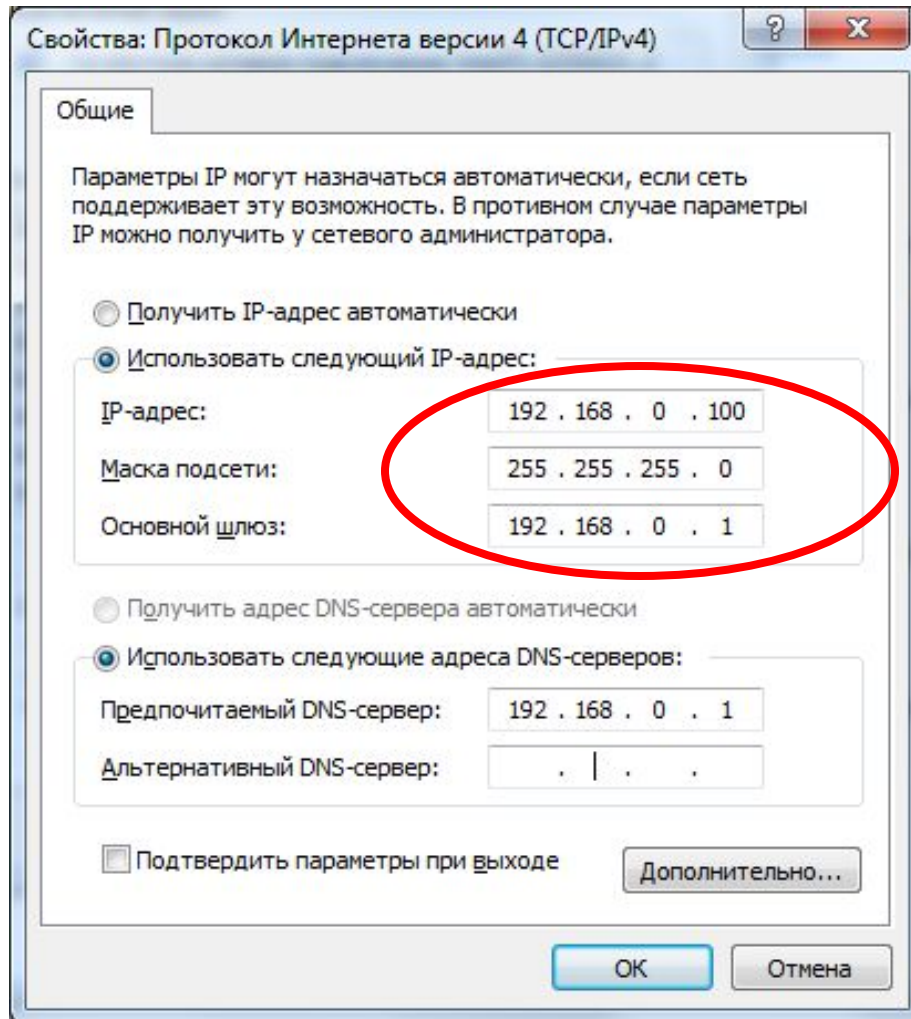 Свойства: Протокол Интернета версии 4 (TCP/IPv4)
Общие
Параметры IP могут назначаться автоматически, если сеть
поддерживает эту возможность. В противном случае параметры
IP можно получить у сетевого администратора.
Получить IP-адрес автоматически
Использовать следующий IP-адрес:
IP-адрес: 192 . 168 . 0 . 100
Маска подсети: 255 . 255 . 255 . 0
Основной шлюз: 192 . 168 . 0 . 1
Получить адрес DNS-сервера автоматически
Использовать следующие адреса DNS-серверов:
Предпочитаемый DNS-сервер: 192 . 168 . 0 . 1
Альтернативный DNS-сервер: . . .
Подтвердить параметры при выходе
Дополнительно...
ОК Отмена